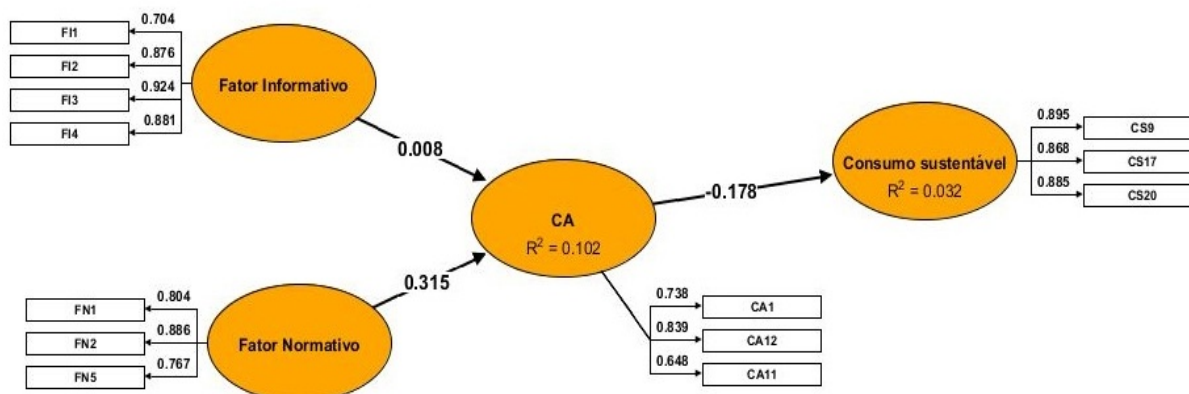 0.704
FI1
0.876
FI2
0.924
FI3
0.881
FI4
Fator Informativo
0.008
0.804
FN1
0.886
FN2
0.767
FN5
Fator Normativo
0.315
CA
R² = 0.102
0.738
CA1
0.839
CA12
0.648
CA11
-0.178
Consumo sustentável
R² = 0.032
0.895
CS9
0.868
CS17
0.885
CS20